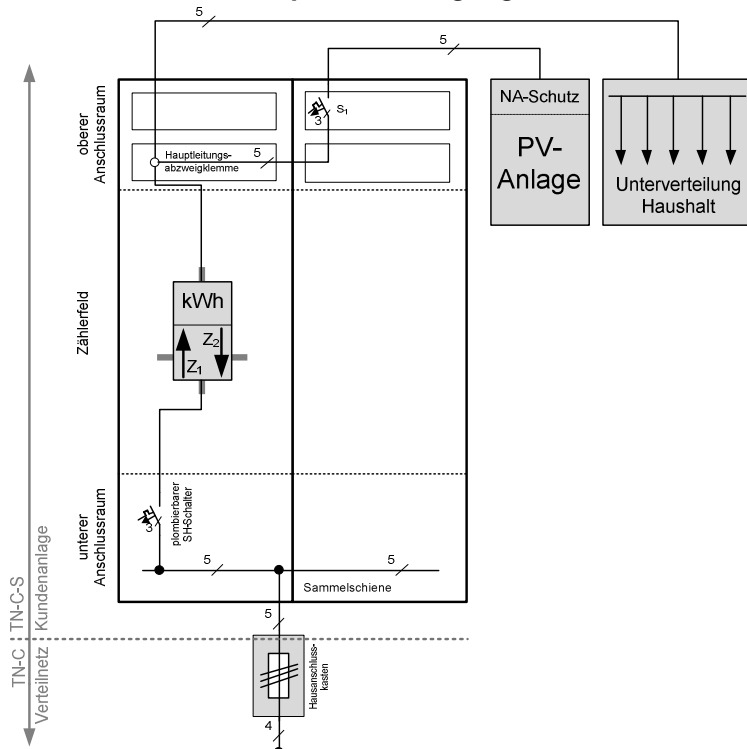 5
5
oberer
Anschlussraum
S1
3
Hauptleitungs-
abzweigklemme
5
NA-Schutz
PV-
Anlage
Unterverteilung
Haushalt
Zählerfeld
kWh
Z1
Z2
unterer
Anschlussraum
3
plombierbarer
SH-Schalter
5
5
Sammelschiene
TN-C-S
Kundenanlage
5
TN-C
Verteilnetz
Hausanschluss-
kasten
4